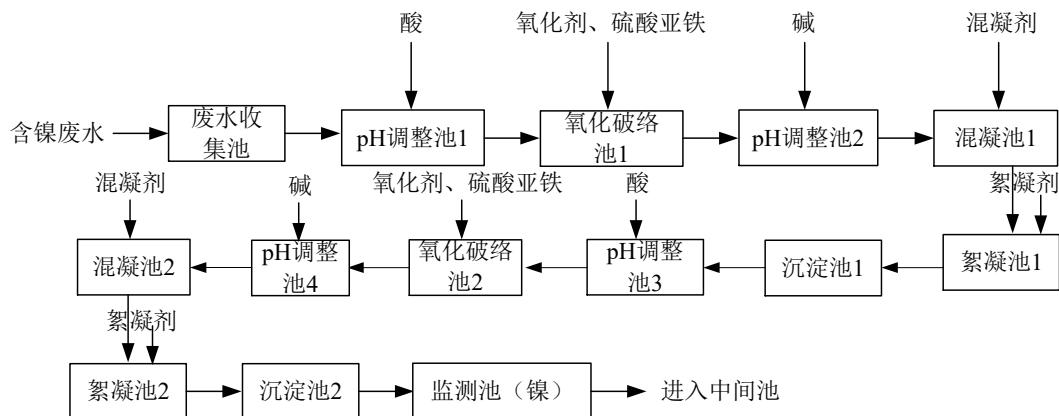 酸
氧化剂、硫酸亚铁
碱
混凝剂
含镍废水
废水收
集池
pH调整池1
氧化破络
池1
pH调整池2
混凝池1
混凝剂
碱
氧化剂、硫酸亚铁
酸
絮凝剂
混凝池2
pH调整
池4
氧化破络
池2
pH调整
池3
沉淀池1
絮凝池1
絮凝剂
絮凝池2
沉淀池2
监测池（镍）
进入中间池